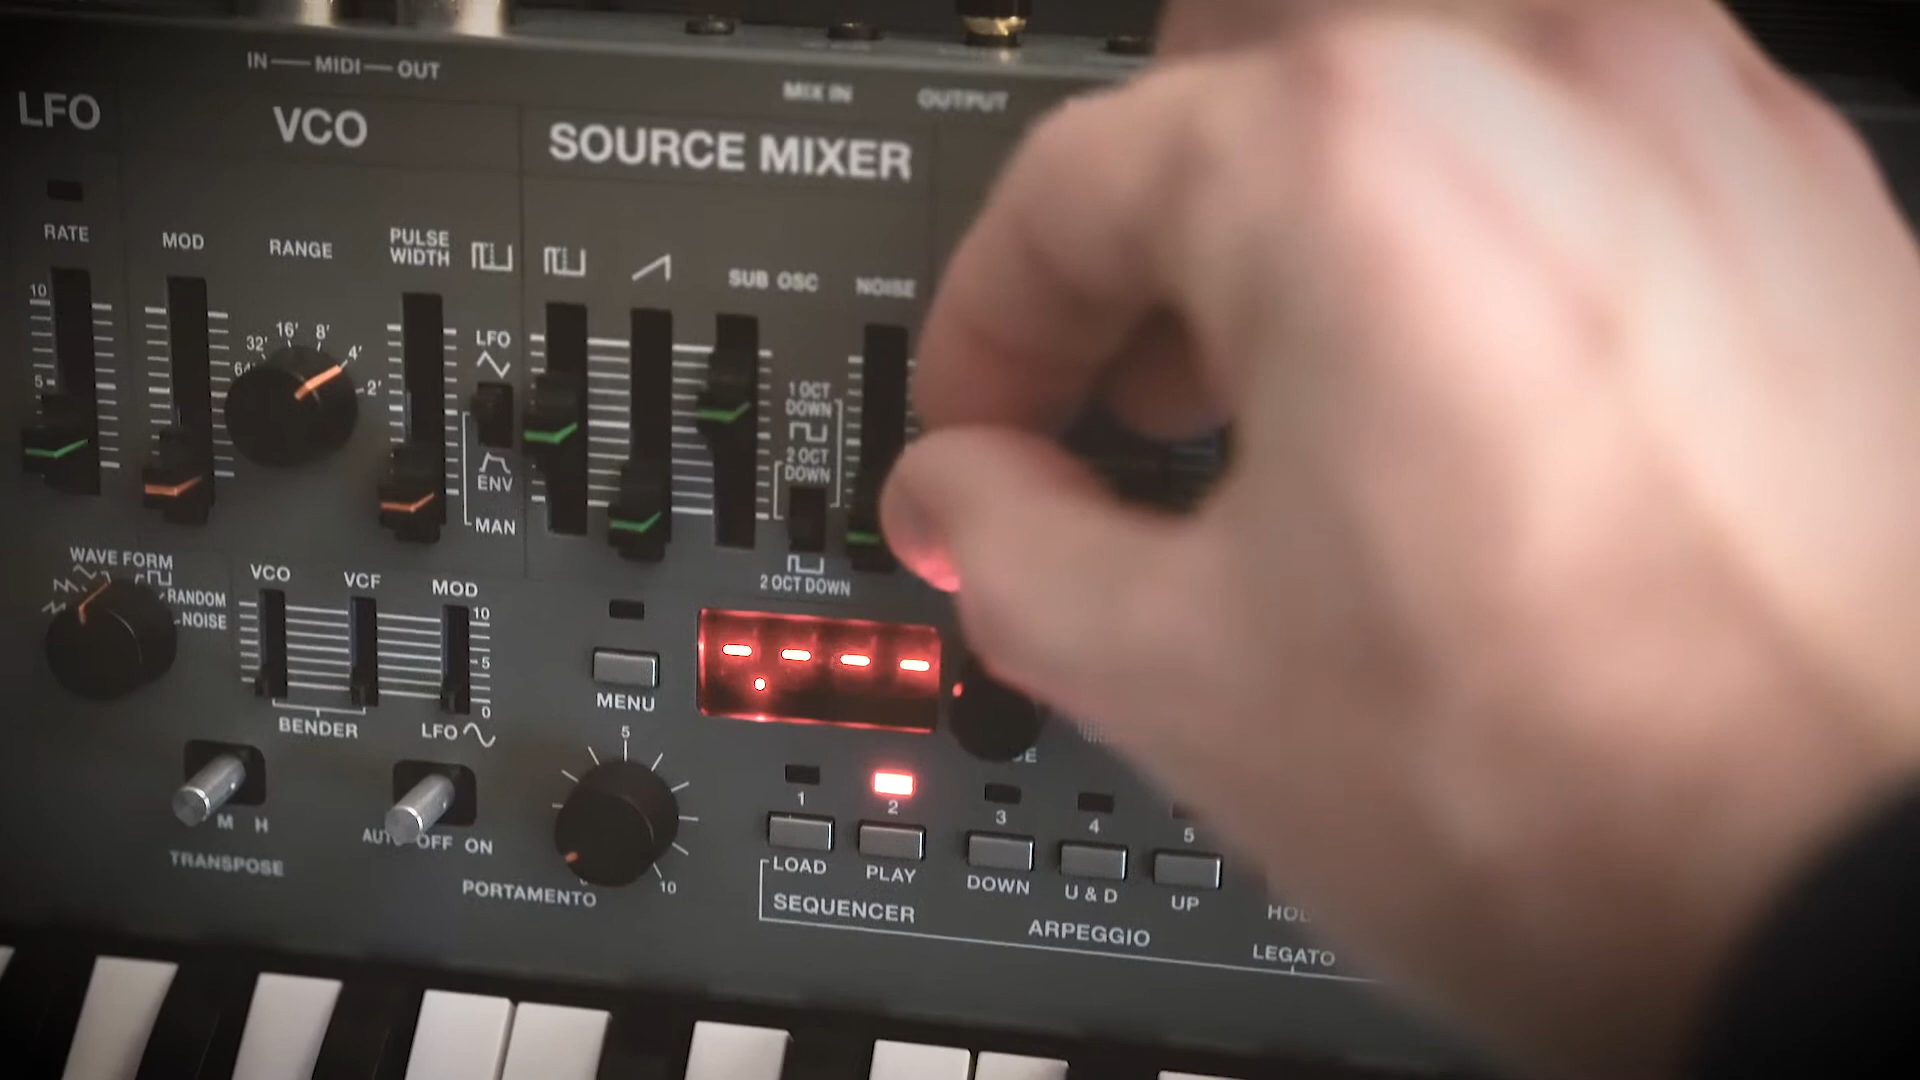 IN MIDI OUT
MIX IN
OUTPUT
LFO
VCO
SOURCE MIXER
RATE
MOD
RANGE
PULSE
WIDTH
SUB OSC
NOISE
10
5
32'
16'
8'
4'
2'
LFO
ENV
MAN
1 OCT
DOWN
2 OCT
DOWN
2 OCT DOWN
WAVE FORM
RANDOM
NOISE
VCO
VCF
MOD
10
5
0
BENDER
LFO
MENU
----
5
10
PORTAMENTO
M H
TRANSPOSE
OFF ON
1
2
3
4
5
LOAD
PLAY
DOWN
U & D
UP
SEQUENCER
ARPEGGIO
LEGATO